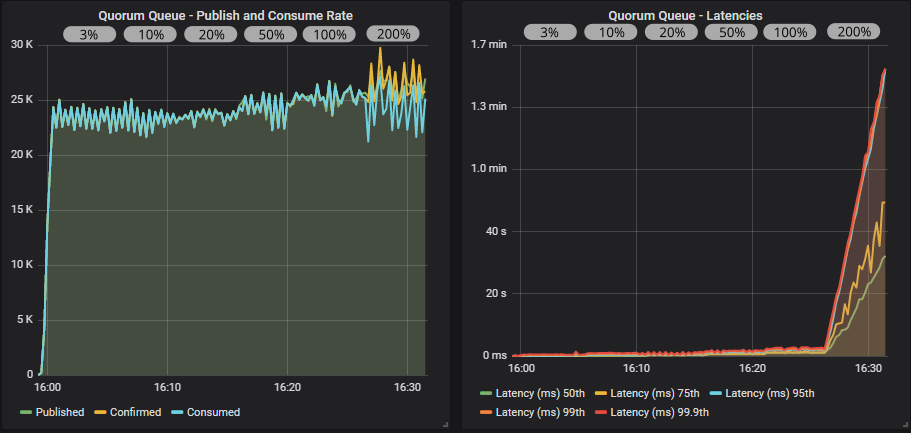 Quorum Queue - Publish and Consume Rate
3% 10% 20% 50% 100% 200%
30 K
25 K
20 K
15 K
10 K
5 K
0
16:00 16:10 16:20 16:30
Published Confirmed Consumed
Quorum Queue - Latencies
3% 10% 20% 50% 100% 200%
1.7 min
1.3 min
1.0 min
40 s
20 s
0 ms
16:00 16:10 16:20 16:30
Latency (ms) 50th Latency (ms) 75th Latency (ms) 95th
Latency (ms) 99th Latency (ms) 99.9th